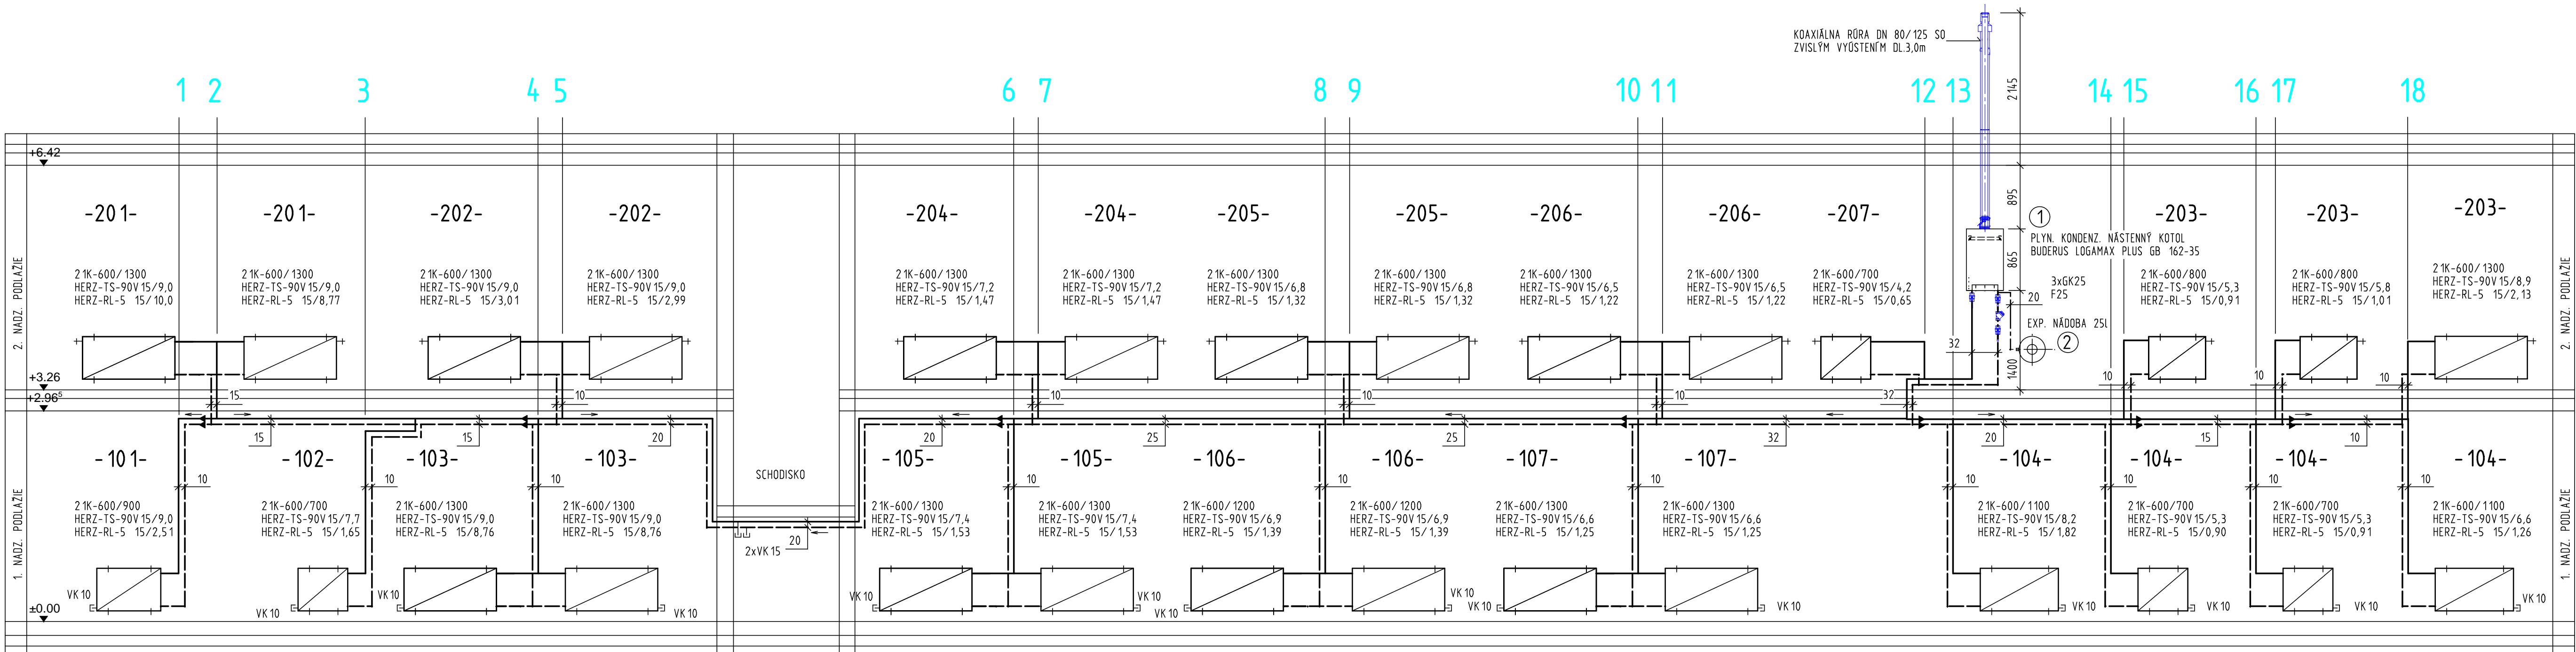 KOAXIÁLNA RÚRA DN 80/125 SO
ZVISLÝM VYÚSTENÍM DL.3,0m
2145
1 2 3 4 5 6 7 8 9 10 11 12 13 14 15 16 17 18
+6.42
895
2. NADZ. PODLAŽIE
-201-
21K-600/1300
HERZ-TS-90V 15/9,0
HERZ-RL-5 15/10,0
-201-
21K-600/1300
HERZ-TS-90V 15/9,0
HERZ-RL-5 15/8,77
-202-
21K-600/1300
HERZ-TS-90V 15/9,0
HERZ-RL-5 15/3,01
-202-
21K-600/1300
HERZ-TS-90V 15/9,0
HERZ-RL-5 15/2,99
-204-
21K-600/1300
HERZ-TS-90V 15/7,2
HERZ-RL-5 15/1,47
-204-
21K-600/1300
HERZ-TS-90V 15/7,2
HERZ-RL-5 15/1,47
-205-
21K-600/1300
HERZ-TS-90V 15/6,8
HERZ-RL-5 15/1,32
-205-
21K-600/1300
HERZ-TS-90V 15/6,8
HERZ-RL-5 15/1,32
-206-
21K-600/1300
HERZ-TS-90V 15/6,5
HERZ-RL-5 15/1,22
-206-
21K-600/1300
HERZ-TS-90V 15/6,5
HERZ-RL-5 15/1,22
-207-
21K-600/700
HERZ-TS-90V 15/4,2
HERZ-RL-5 15/0,65
1
PLYN. KONDENZ. NÁSTENNÝ KOTOL
BUDERUS LOGAMAX PLUS GB 162-35
865
3xGK25
F25
20
EXP. NÁDOBA 25l
2
32
1400
-203-
21K-600/800
HERZ-TS-90V 15/5,3
HERZ-RL-5 15/0,91
-203-
21K-600/800
HERZ-TS-90V 15/5,8
HERZ-RL-5 15/1,01
-203-
21K-600/1300
HERZ-TS-90V 15/8,9
HERZ-RL-5 15/2,13
2. NADZ. PODLAŽIE
+3.26
+2.96⁵
15 10 10 10 10 32 10 10 10
15 15 20 20 25 25 32 20 15 10
1. NADZ. PODLAŽIE
-101-
10
21K-600/900
HERZ-TS-90V 15/9,0
HERZ-RL-5 15/2,51
-102-
10
21K-600/700
HERZ-TS-90V 15/7,7
HERZ-RL-5 15/1,65
-103-
21K-600/1300
HERZ-TS-90V 15/9,0
HERZ-RL-5 15/8,76
-103-
10
21K-600/1300
HERZ-TS-90V 15/9,0
HERZ-RL-5 15/8,76
SCHODISKO
2xVK 15
20
-105-
21K-600/1300
HERZ-TS-90V 15/7,4
HERZ-RL-5 15/1,53
-105-
10
21K-600/1300
HERZ-TS-90V 15/7,4
HERZ-RL-5 15/1,53
-106-
21K-600/1200
HERZ-TS-90V 15/6,9
HERZ-RL-5 15/1,39
-106-
10
21K-600/1200
HERZ-TS-90V 15/6,9
HERZ-RL-5 15/1,39
-107-
21K-600/1300
HERZ-TS-90V 15/6,6
HERZ-RL-5 15/1,25
-107-
10
21K-600/1300
HERZ-TS-90V 15/6,6
HERZ-RL-5 15/1,25
-104-
10
21K-600/1100
HERZ-TS-90V 15/8,2
HERZ-RL-5 15/1,82
-104-
10
21K-600/700
HERZ-TS-90V 15/5,3
HERZ-RL-5 15/0,90
-104-
10
21K-600/700
HERZ-TS-90V 15/5,3
HERZ-RL-5 15/0,91
-104-
10
21K-600/1100
HERZ-TS-90V 15/6,6
HERZ-RL-5 15/1,26
1. NADZ. PODLAŽIE
±0.00
VK 10 VK 10 VK 10 VK 10 VK 10 VK 10 VK 10 VK 10 VK 10 VK 10 VK 10 VK 10 VK 10 VK 10